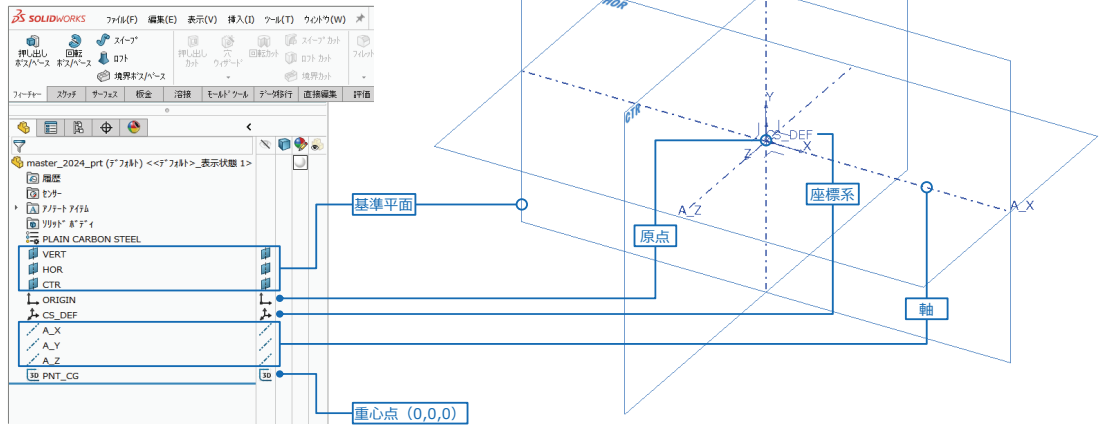 SOLIDWORKS ファイル(F) 編集(E) 表示(V) 挿入(I) ツール(T) ウィンドウ(W)
押し出し
ボス/ベース
回転
ボス/ベース
スイープ
ロフト
境界ボス/ベース
押し出し
カット
穴
ウィザード
回転カット
スイープ カット
ロフト カット
境界カット
フィレット
フィーチャー スケッチ サーフェス 板金 溶接 モールド ツール データ移行 直接編集 評価
master_2024_prt (デフォルト) <<デフォルト>_表示状態 1>
履歴
センサー
アノテート アイテム
ソリッド ボディ
PLAIN CARBON STEEL
VERT
HOR
CTR
ORIGIN
CS_DEF
A_X
A_Y
A_Z
3D PNT_CG
3D
基準平面
原点
座標系
軸
重心点（0,0,0）
HOR
CTR
Y
CS_DEF
X
Z
A_Z
A_X